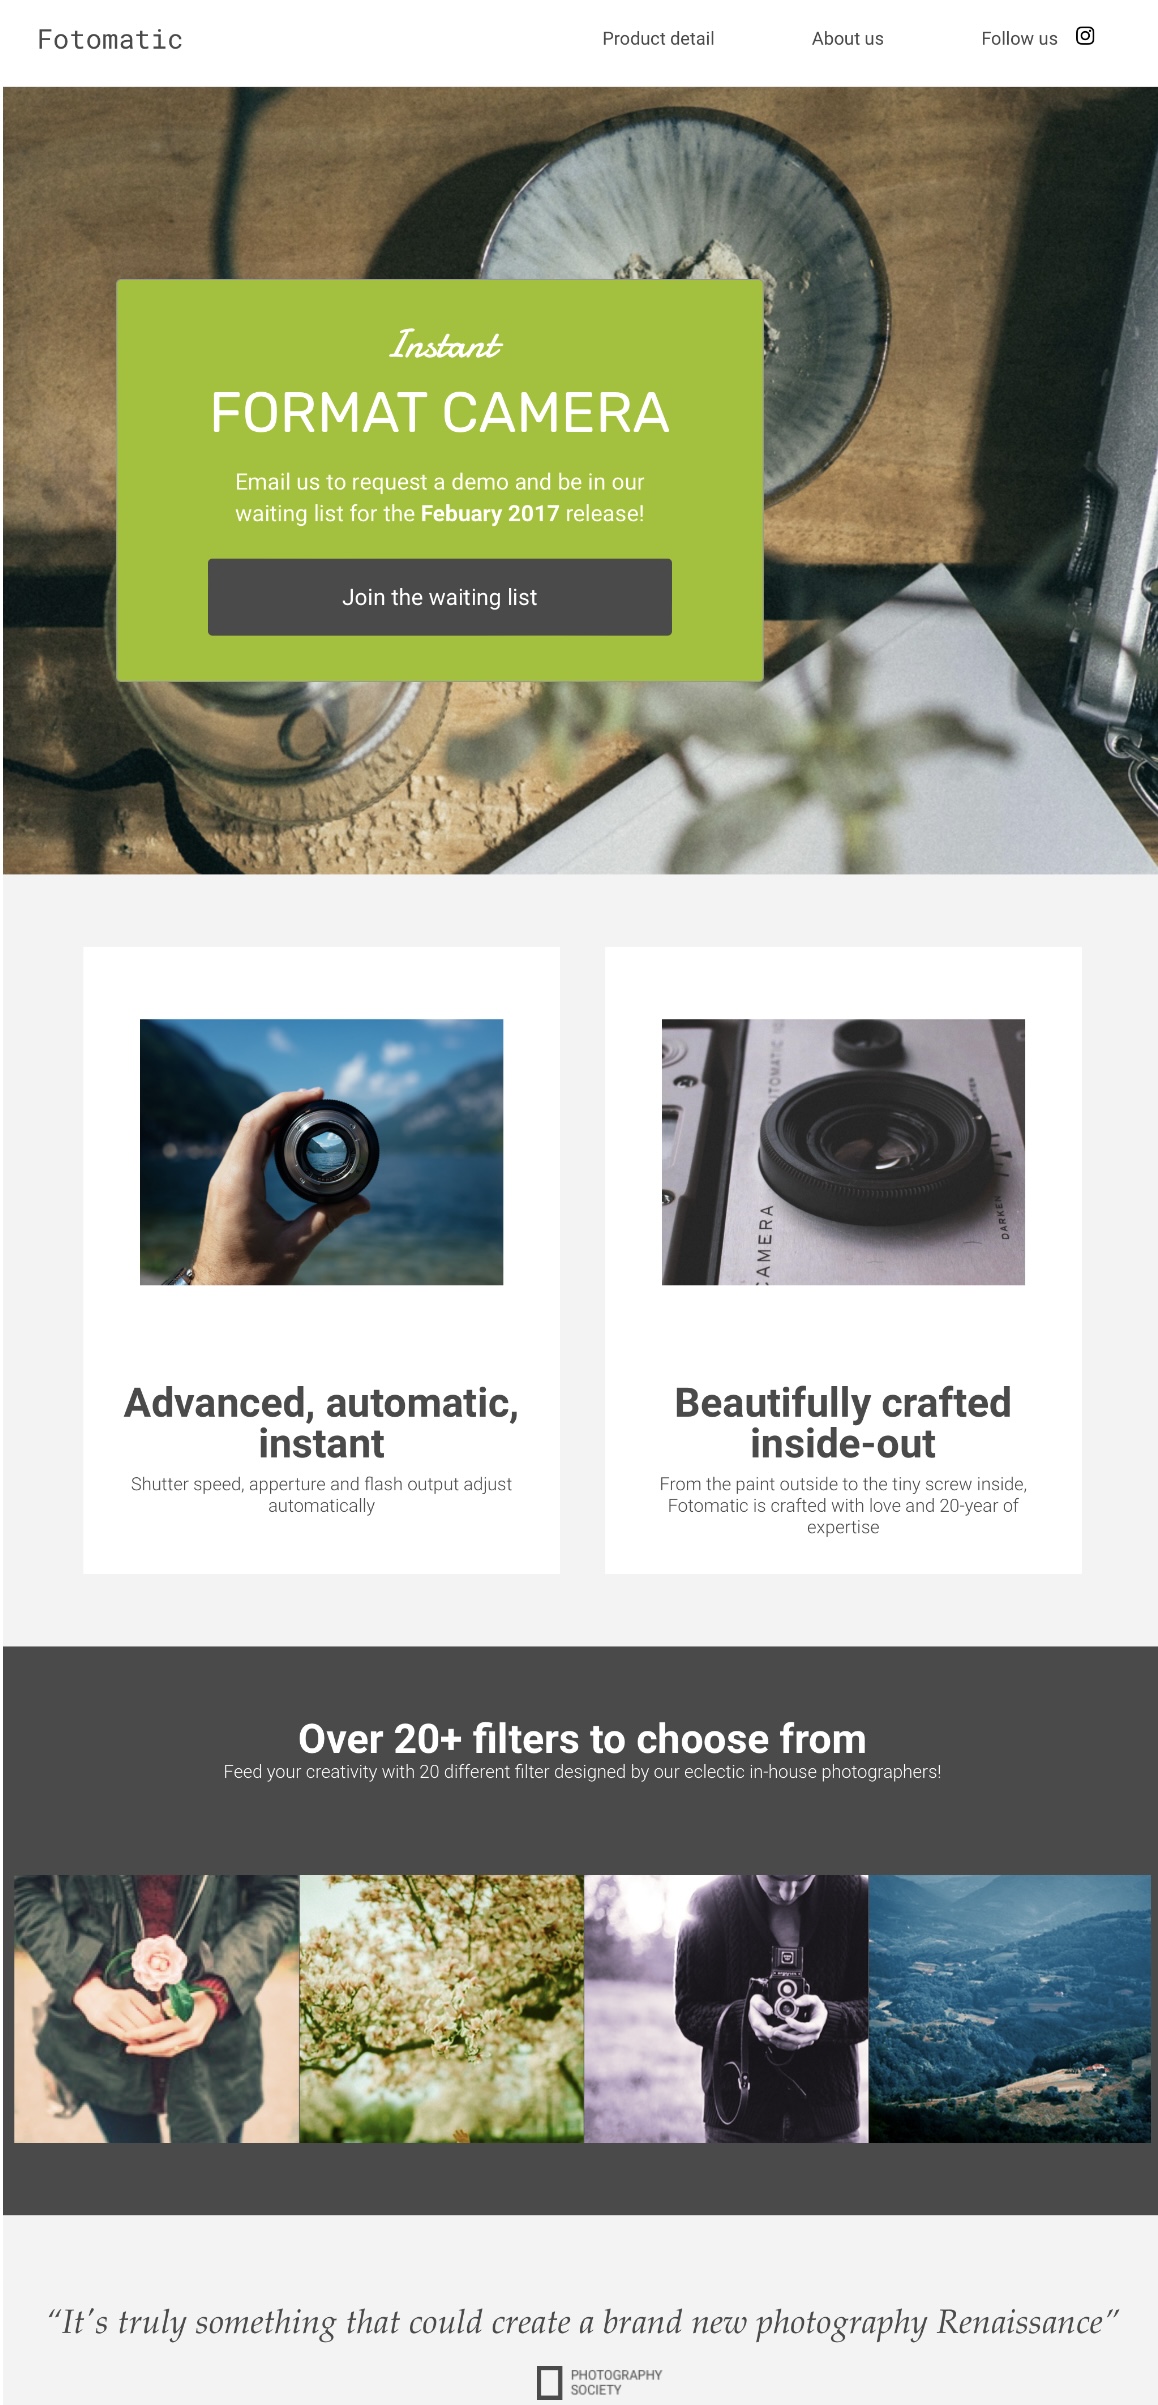 Fotomatic
Product detail
About us
Follow us
Instant
FORMAT CAMERA
Email us to request a demo and be in our
waiting list for the Febuary 2017 release!
Join the waiting list
CAMERA
DARKEN
Advanced, automatic,
instant
Shutter speed, apperture and flash output adjust
automatically
Beautifully crafted
inside-out
From the paint outside to the tiny screw inside,
Fotomatic is crafted with love and 20-year of
expertise
Over 20+ filters to choose from
Feed your creativity with 20 different filter designed by our eclectic in-house photographers!
“It's truly something that could create a brand new photography Renaissance”
PHOTOGRAPHY
SOCIETY